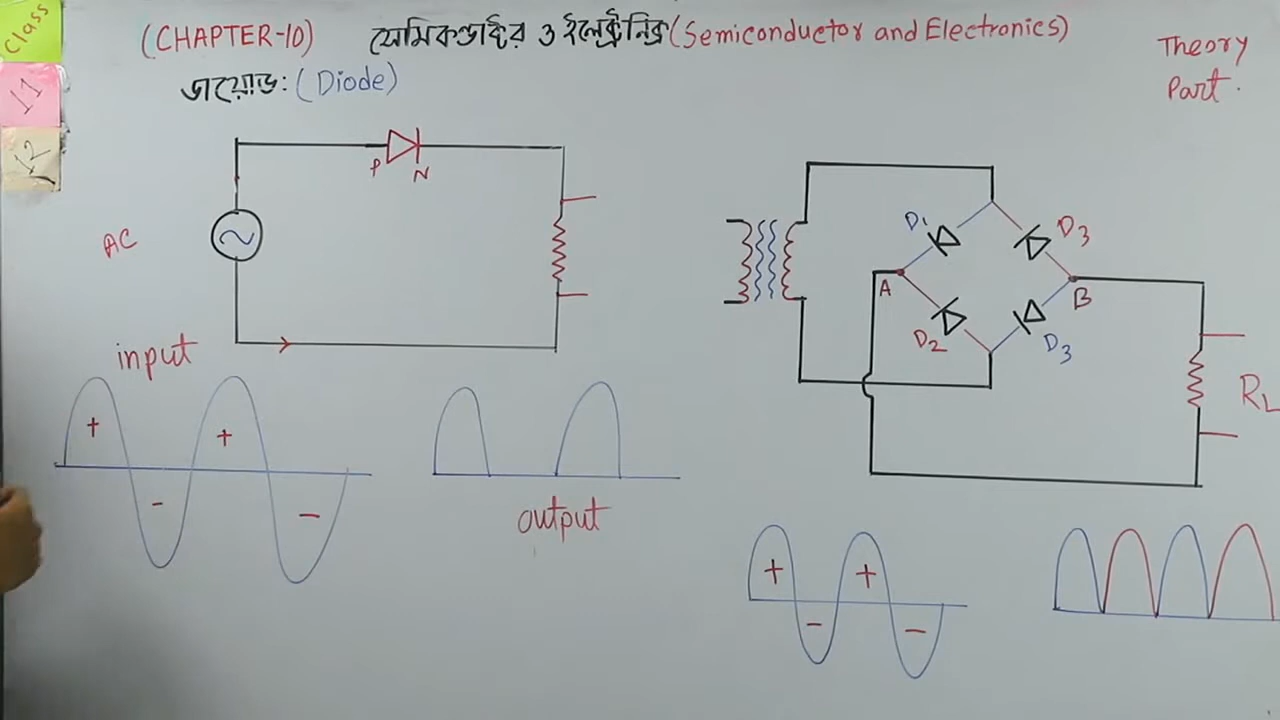 Class
11
12
(CHAPTER-10) সেমিকন্ডাক্টর ও ইলেক্ট্রনিক্স (Semiconductor and Electronics)
Theory
Part.
ডায়োড: (Diode)
P
N
AC
input
+
+
-
-
output
D1
D3
A
B
D2
D3
RL
+
+
-
-